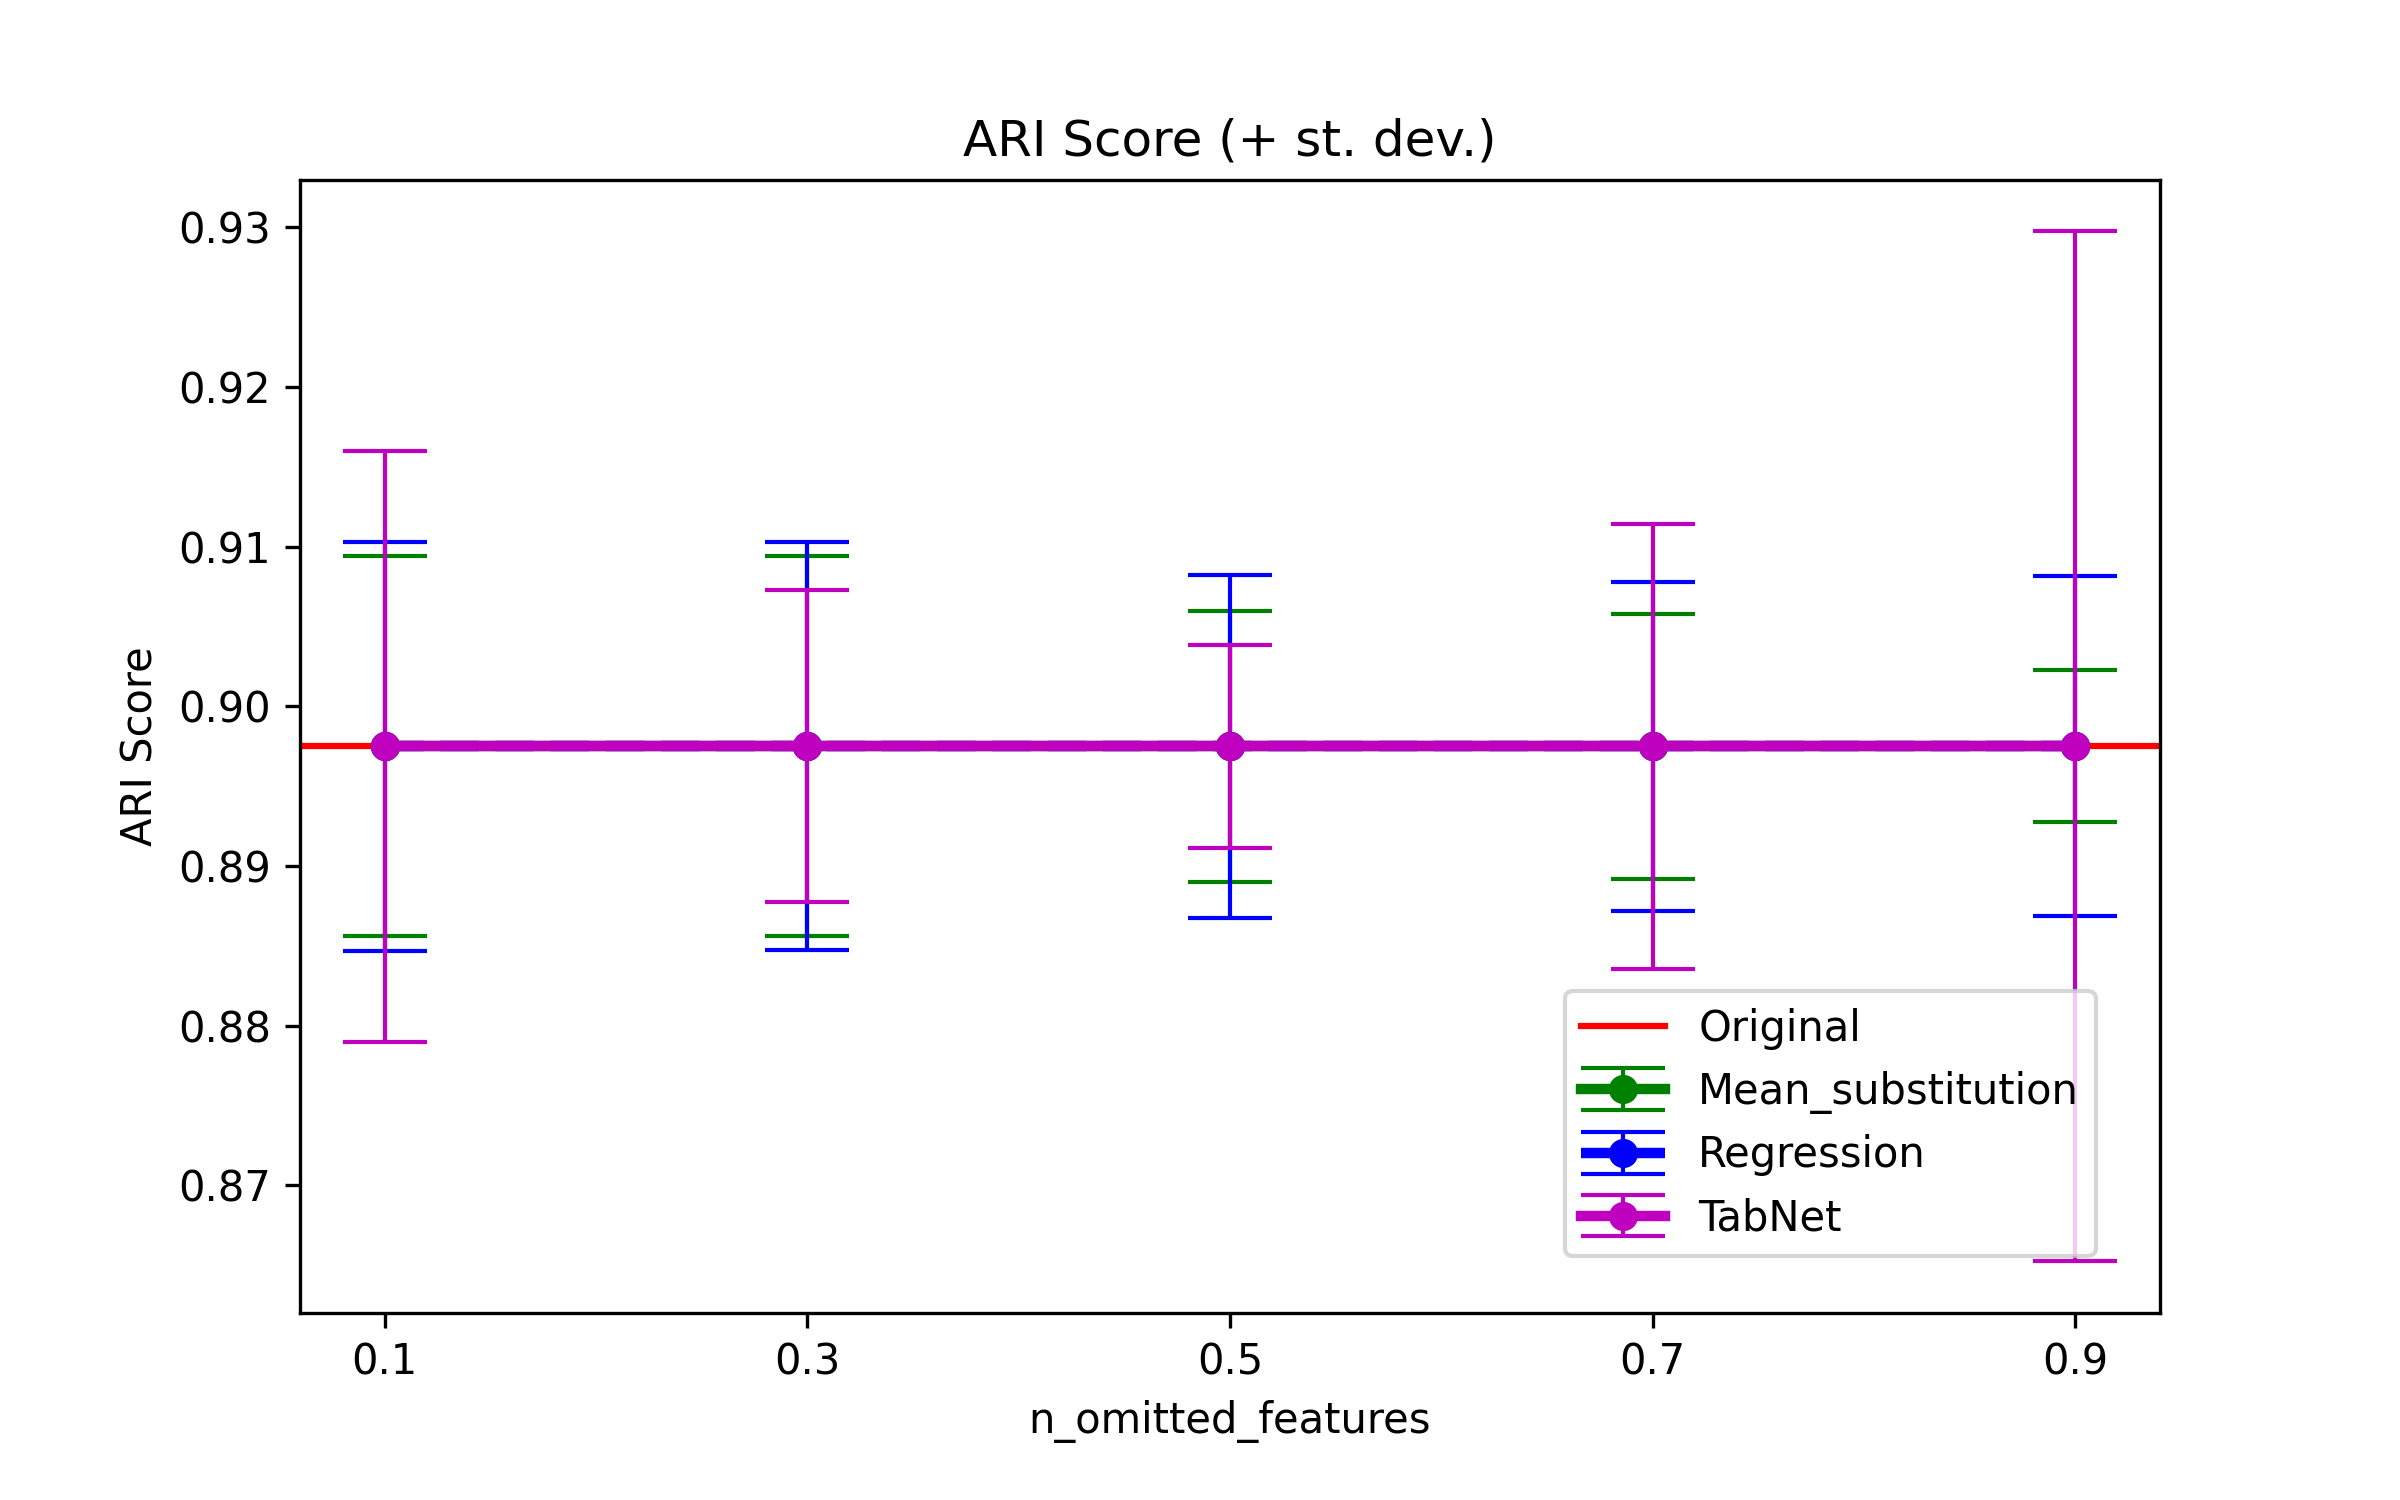 ARI Score (+ st. dev.)
ARI Score
0.93
0.92
0.91
0.90
0.89
0.88
0.87
Original
Mean_substitution
Regression
TabNet
0.1 0.3 0.5 0.7 0.9
n_omitted_features